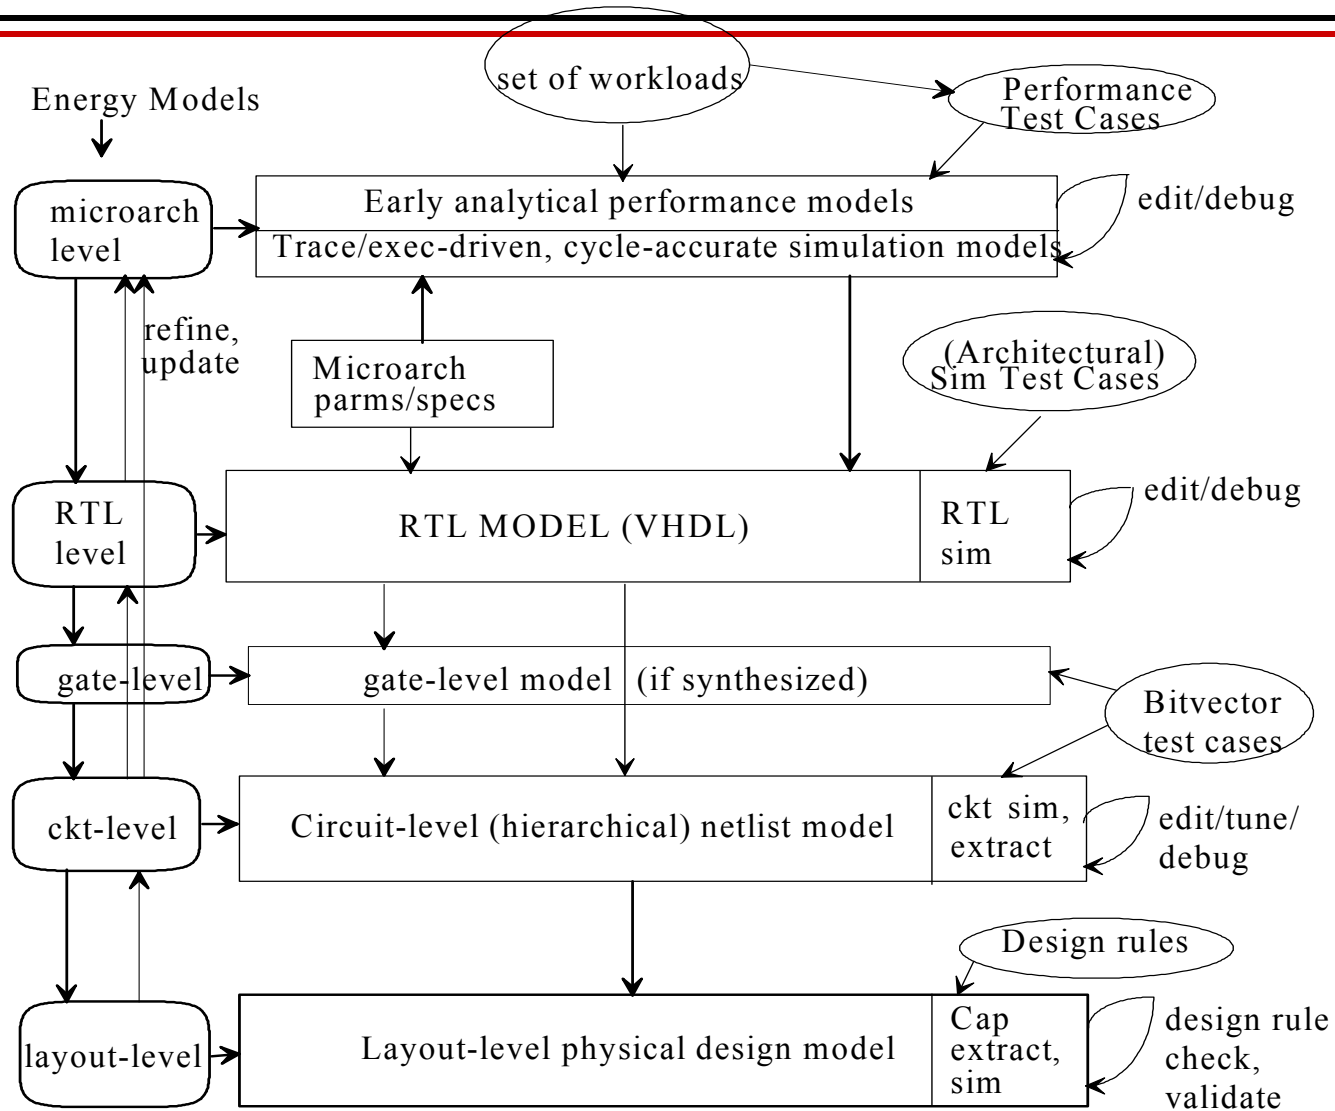 set of workloads
Energy Models
Performance
Test Cases
microarch
level
Early analytical performance models
Trace/exec-driven, cycle-accurate simulation models
edit/debug
refine,
update
Microarch
parms/specs
(Architectural)
Sim Test Cases
RTL
level
RTL MODEL (VHDL)
RTL
sim
edit/debug
gate-level
gate-level model (if synthesized)
Bitvector
test cases
ckt-level
Circuit-level (hierarchical) netlist model
ckt sim,
extract
edit/tune/
debug
Design rules
layout-level
Layout-level physical design model
Cap
extract,
sim
design rule
check,
validate